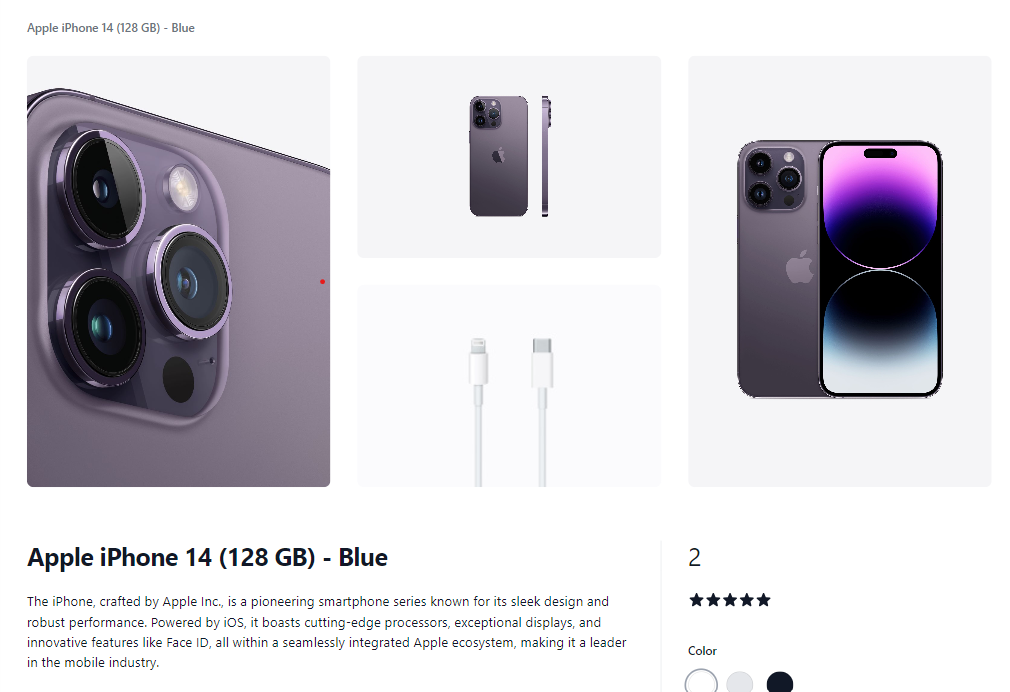 Apple iPhone 14 (128 GB) - Blue
Apple iPhone 14 (128 GB) - Blue
The iPhone, crafted by Apple Inc., is a pioneering smartphone series known for its sleek design and
robust performance. Powered by iOS, it boasts cutting-edge processors, exceptional displays, and
innovative features like Face ID, all within a seamlessly integrated Apple ecosystem, making it a leader
in the mobile industry.
2
Color